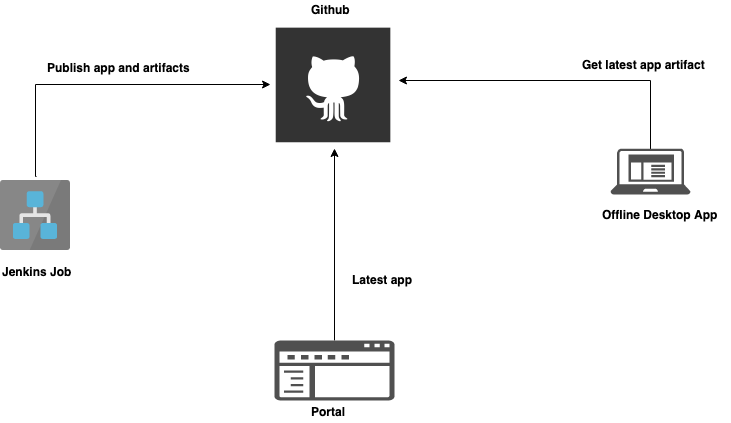 Github
Publish app and artifacts
Get latest app artifact
Offline Desktop App
Jenkins Job
Latest app
Portal